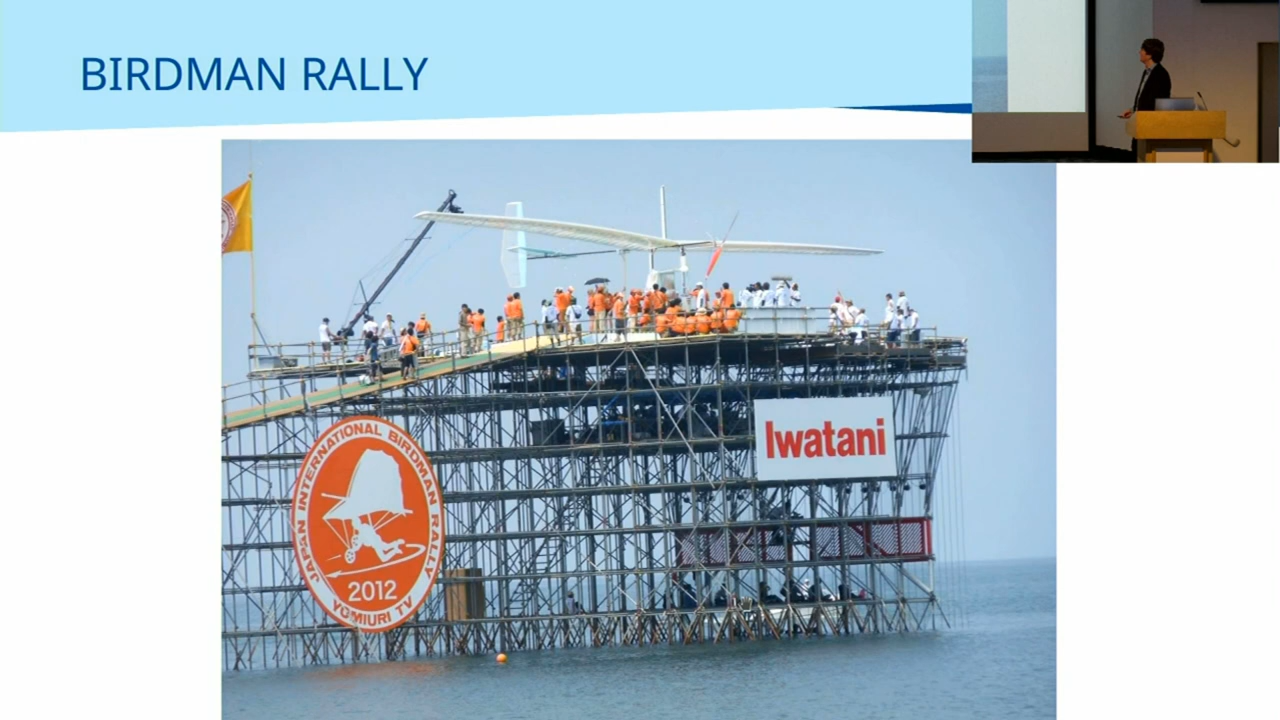 BIRDMAN RALLY
Iwatani
JAPAN INTERNATIONAL BIRDMAN RALLY
2012
YOMIURI TV